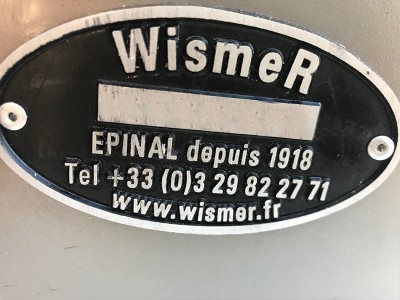 WismeR
EPINAL depuis 1918
Tel +33 (0)3 29 82 27 71
www.wismer.fr